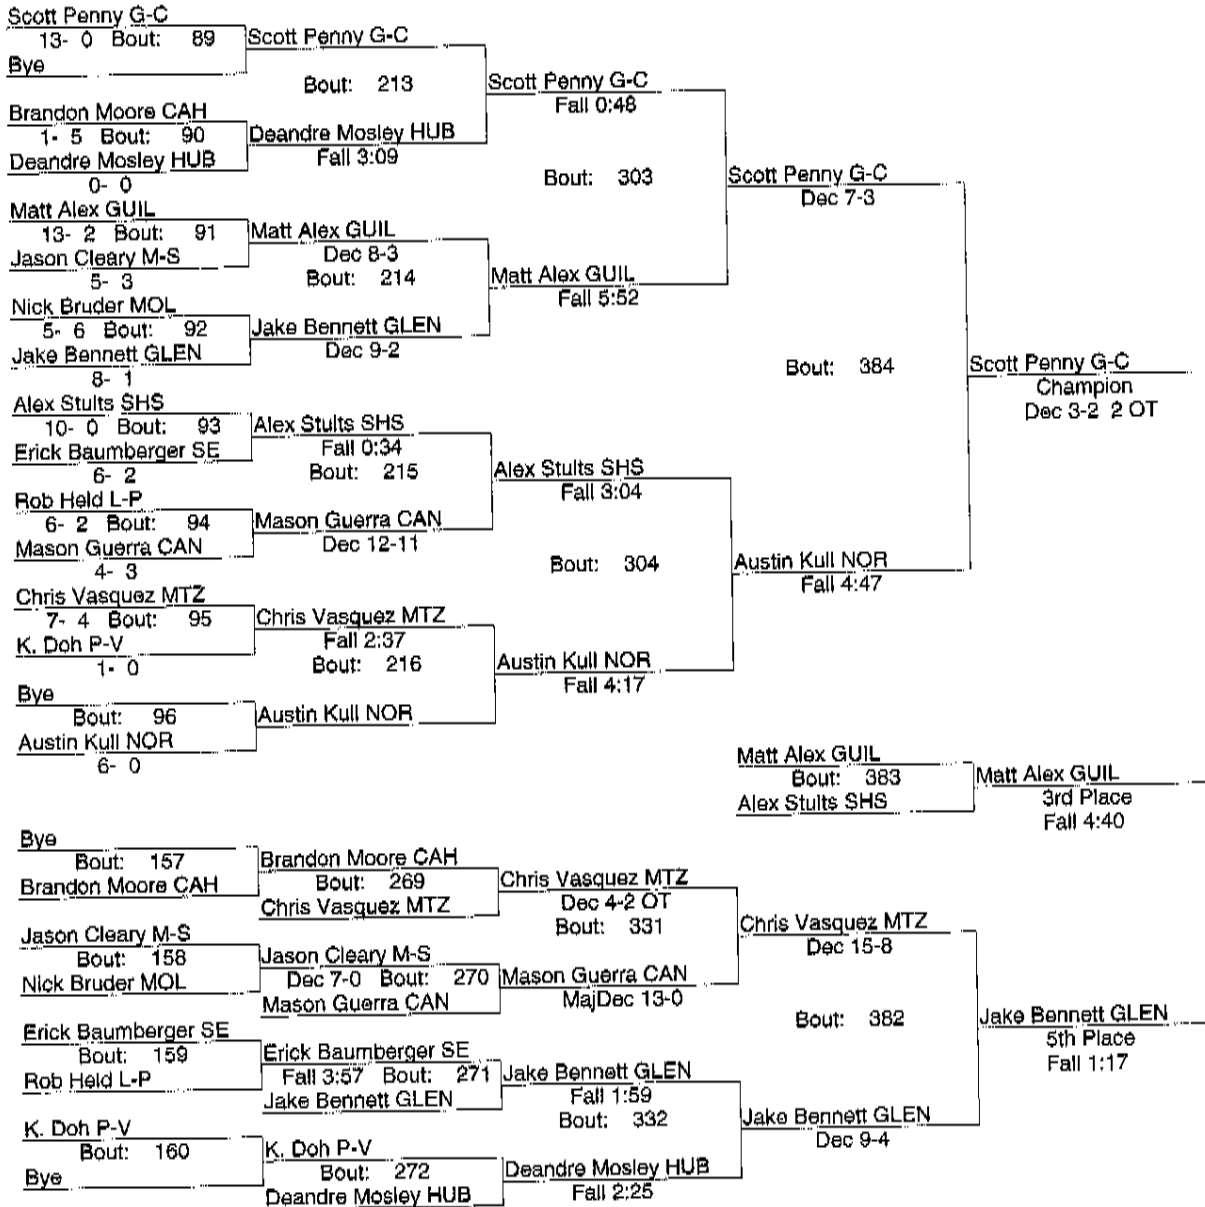 Scott Penny G-C
13- 0 Bout: 89
Bye
Scott Penny G-C
Bout: 213
Brandon Moore CAH
1- 5 Bout: 90
Deandre Mosley HUB
0- 0
Deandre Mosley HUB
Fall 3:09
Scott Penny G-C
Fall 0:48
Bout: 303
Matt Alex GUIL
13- 2 Bout: 91
Jason Cleary M-S
5- 3
Matt Alex GUIL
Dec 8-3
Bout: 214
Nick Bruder MOL
5- 6 Bout: 92
Jake Bennett GLEN
8- 1
Jake Bennett GLEN
Dec 9-2
Matt Alex GUIL
Fall 5:52
Scott Penny G-C
Dec 7-3
Bout: 384
Alex Stults SHS
10- 0 Bout: 93
Erick Baumberger SE
6- 2
Alex Stults SHS
Fall 0:34
Bout: 215
Rob Held L-P
6- 2 Bout: 94
Mason Guerra CAN
4- 3
Mason Guerra CAN
Dec 12-11
Alex Stults SHS
Fall 3:04
Bout: 304
Chris Vasquez MTZ
7- 4 Bout: 95
K. Doh P-V
1- 0
Chris Vasquez MTZ
Fall 2:37
Bout: 216
Bye
Bout: 96
Austin Kull NOR
6- 0
Austin Kull NOR
Austin Kull NOR
Fall 4:17
Austin Kull NOR
Fall 4:47
Scott Penny G-C
Champion
Dec 3-2 2 OT
Matt Alex GUIL
Bout: 383
Alex Stults SHS
Matt Alex GUIL
3rd Place
Fall 4:40
Bye
Bout: 157
Brandon Moore CAH
Brandon Moore CAH
Bout: 269
Chris Vasquez MTZ
Chris Vasquez MTZ
Dec 4-2 OT
Bout: 331
Jason Cleary M-S
Bout: 158
Nick Bruder MOL
Jason Cleary M-S
Dec 7-0 Bout: 270
Mason Guerra CAN
Mason Guerra CAN
MajDec 13-0
Chris Vasquez MTZ
Dec 15-8
Bout: 382
Erick Baumberger SE
Bout: 159
Rob Held L-P
Erick Baumberger SE
Fall 3:57 Bout: 271
Jake Bennett GLEN
Jake Bennett GLEN
Fall 1:59
Bout: 332
K. Doh P-V
Bout: 160
Bye
K. Doh P-V
Bout: 272
Deandre Mosley HUB
Deandre Mosley HUB
Fall 2:25
Jake Bennett GLEN
Dec 9-4
Jake Bennett GLEN
5th Place
Fall 1:17